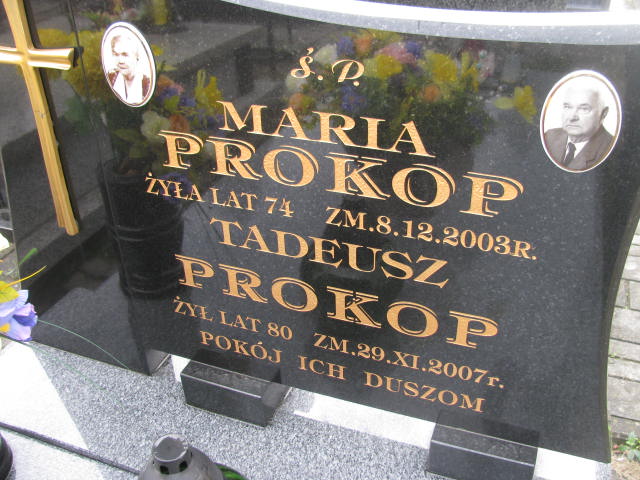 Ś. P.
MARIA
PROKOP
ŻYŁA LAT 74 ZM.8.12.2003R.
TADEUSZ
PROKOP
ŻYŁ LAT 80 ZM.29.XI.2007r.
POKÓJ ICH DUSZOM